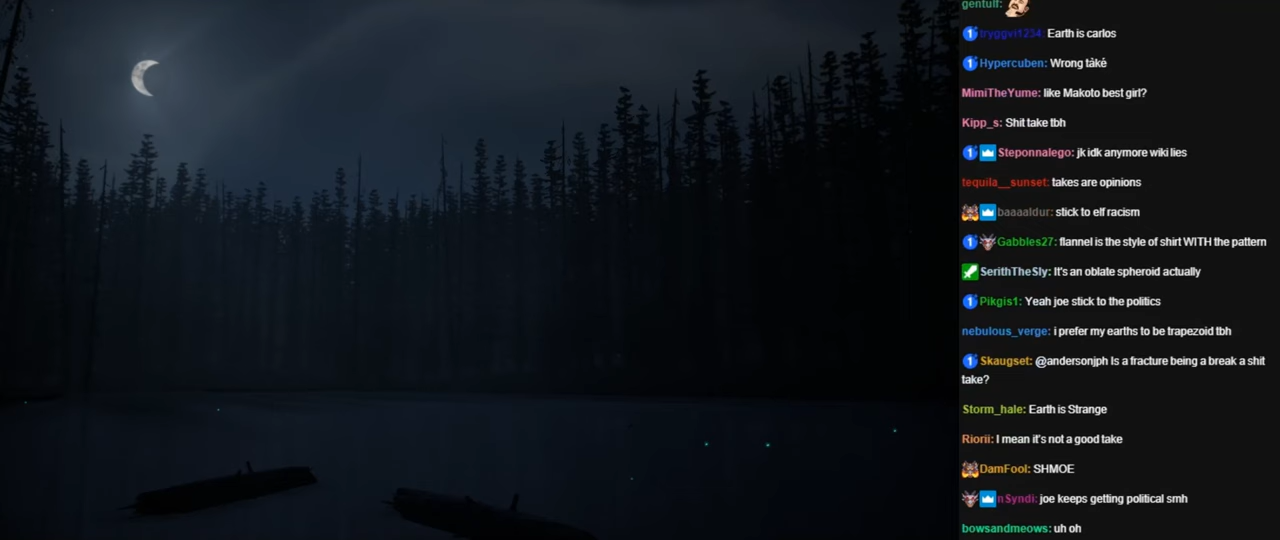 gentulf:
tryggvi1234: Earth is carlos
Hypercuben: Wrong táké
MimiTheYume: like Makoto best girl?
Kipp_s: Shit take tbh
Steponnalego: jk idk anymore wiki lies
tequila__sunset: takes are opinions
baaaaldur: stick to elf racism
Gabbles27: flannel is the style of shirt WITH the pattern
SerithTheSly: It's an oblate spheroid actually
Pikgis1: Yeah joe stick to the politics
nebulous_verge: i prefer my earths to be trapezoid tbh
Skaugset: @andersonjph Is a fracture being a break a shit
take?
Storm_hale: Earth is Strange
Riorii: I mean it's not a good take
DamFool: SHMOE
nSyndi: joe keeps getting political smh
bowsandmeows: uh oh